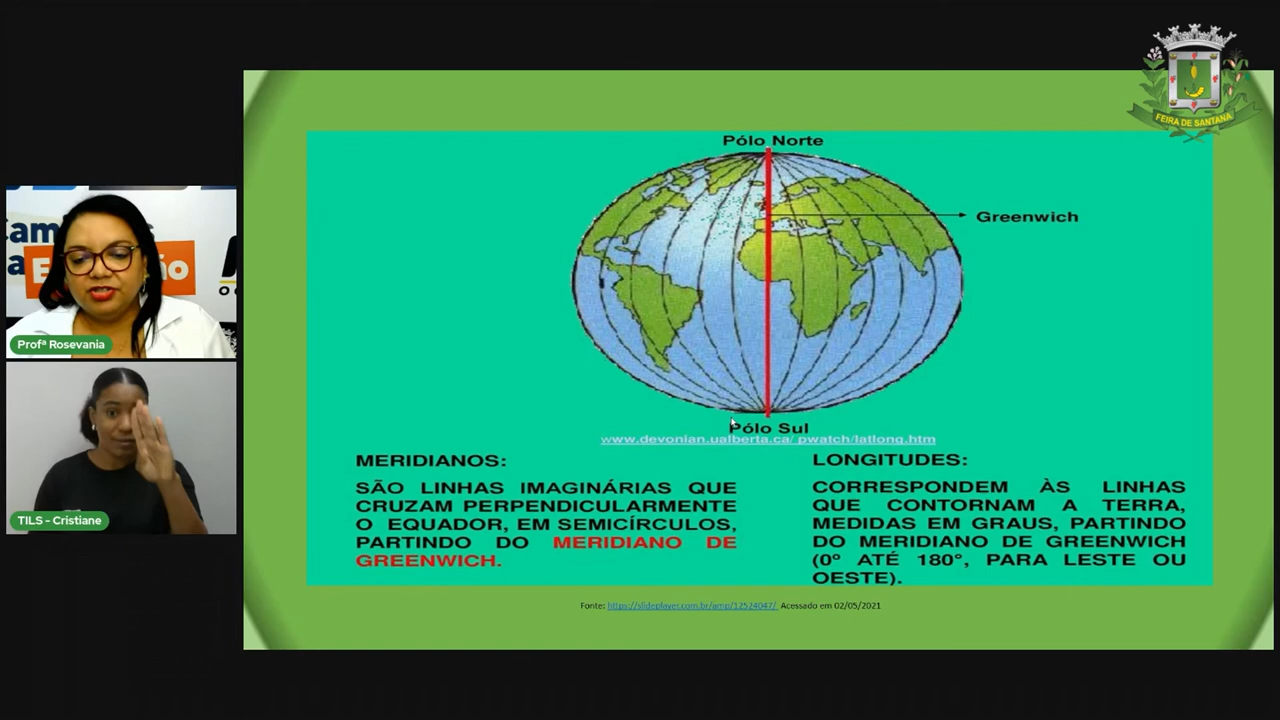 FEIRA DE SANTANA
Pólo Norte
Greenwich
Pólo Sul
www.devonian.ualberta.ca/ pwatch/latlong.htm
MERIDIANOS:
SÃO LINHAS IMAGINÁRIAS QUE
CRUZAM PERPENDICULARMENTE
O EQUADOR, EM SEMICÍRCULOS,
PARTINDO DO MERIDIANO DE
GREENWICH.
LONGITUDES:
CORRESPONDEM ÀS LINHAS
QUE CONTORNAM A TERRA,
MEDIDAS EM GRAUS, PARTINDO
DO MERIDIANO DE GREENWICH
(0º ATÉ 180°, PARA LESTE OU
OESTE).
Fonte: https://slideplayer.com.br/amp/12524047/ Acessado em 02/05/2021
Profª Rosevania
TILS - Cristiane